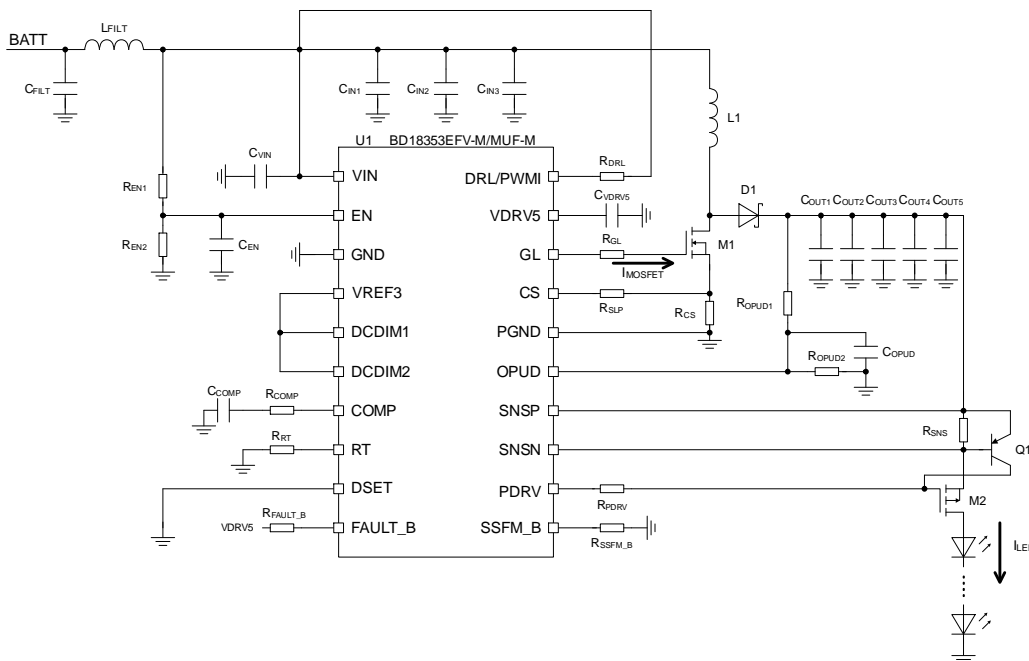 LFILT
BATT
CFILT
CIN1
CIN2
CIN3
L1
U1 BD18353EFV-M/MUF-M
CVIN
RDRL
VIN
DRL/PWMI
REN1
CVDRV5
D1
COUT1 COUT2 COUT3 COUT4 COUT5
EN
VDRV5
REN2
CEN
RGL
M1
GND
GL
IMOSFET
VREF3
CS
RSLP
RCS
ROPUD1
DCDIM1
PGND
ROPUD2
COPUD
DCDIM2
OPUD
CCOMP
RCOMP
COMP
SNSP
RSNS
RRT
RT
SNSN
Q1
DSET
PDRV
RPDRV
M2
RFAULT_B
VDRV5
FAULT_B
SSFM_B
RSSFM_B
ILED